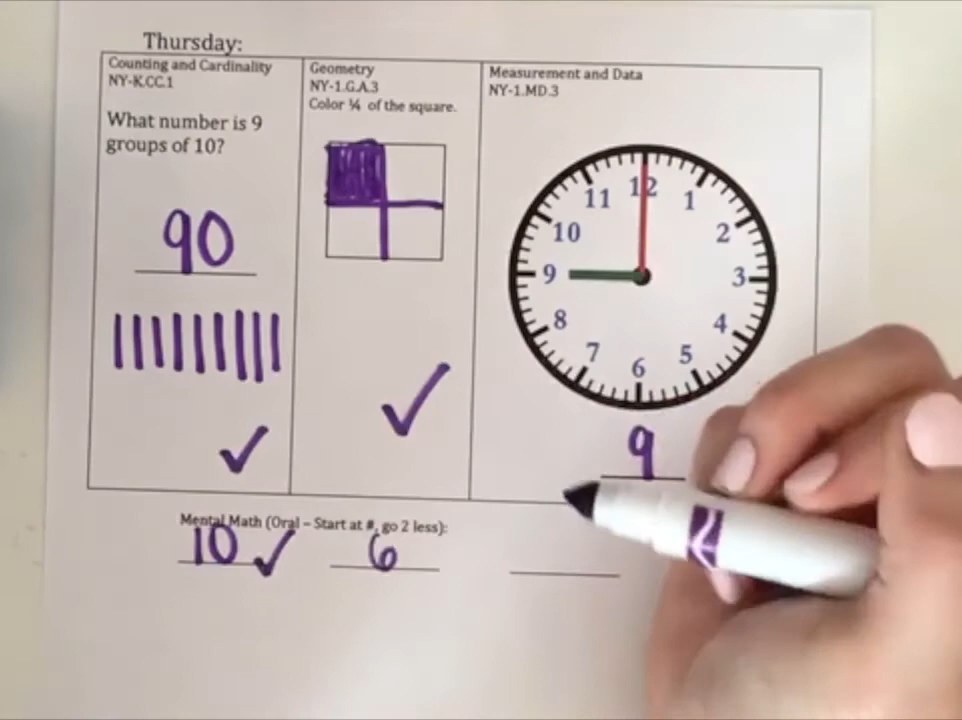 Thursday:
Counting and Cardinality
NY-K.CC.1
What number is 9
groups of 10?
90
Geometry
NY-1.G.A.3
Color ¼ of the square.
Measurement and Data
NY-1.MD.3
12
11
1
10
2
9
3
8
4
7
5
6
9
Mental Math (Oral – Start at #, go 2 less):
10
6